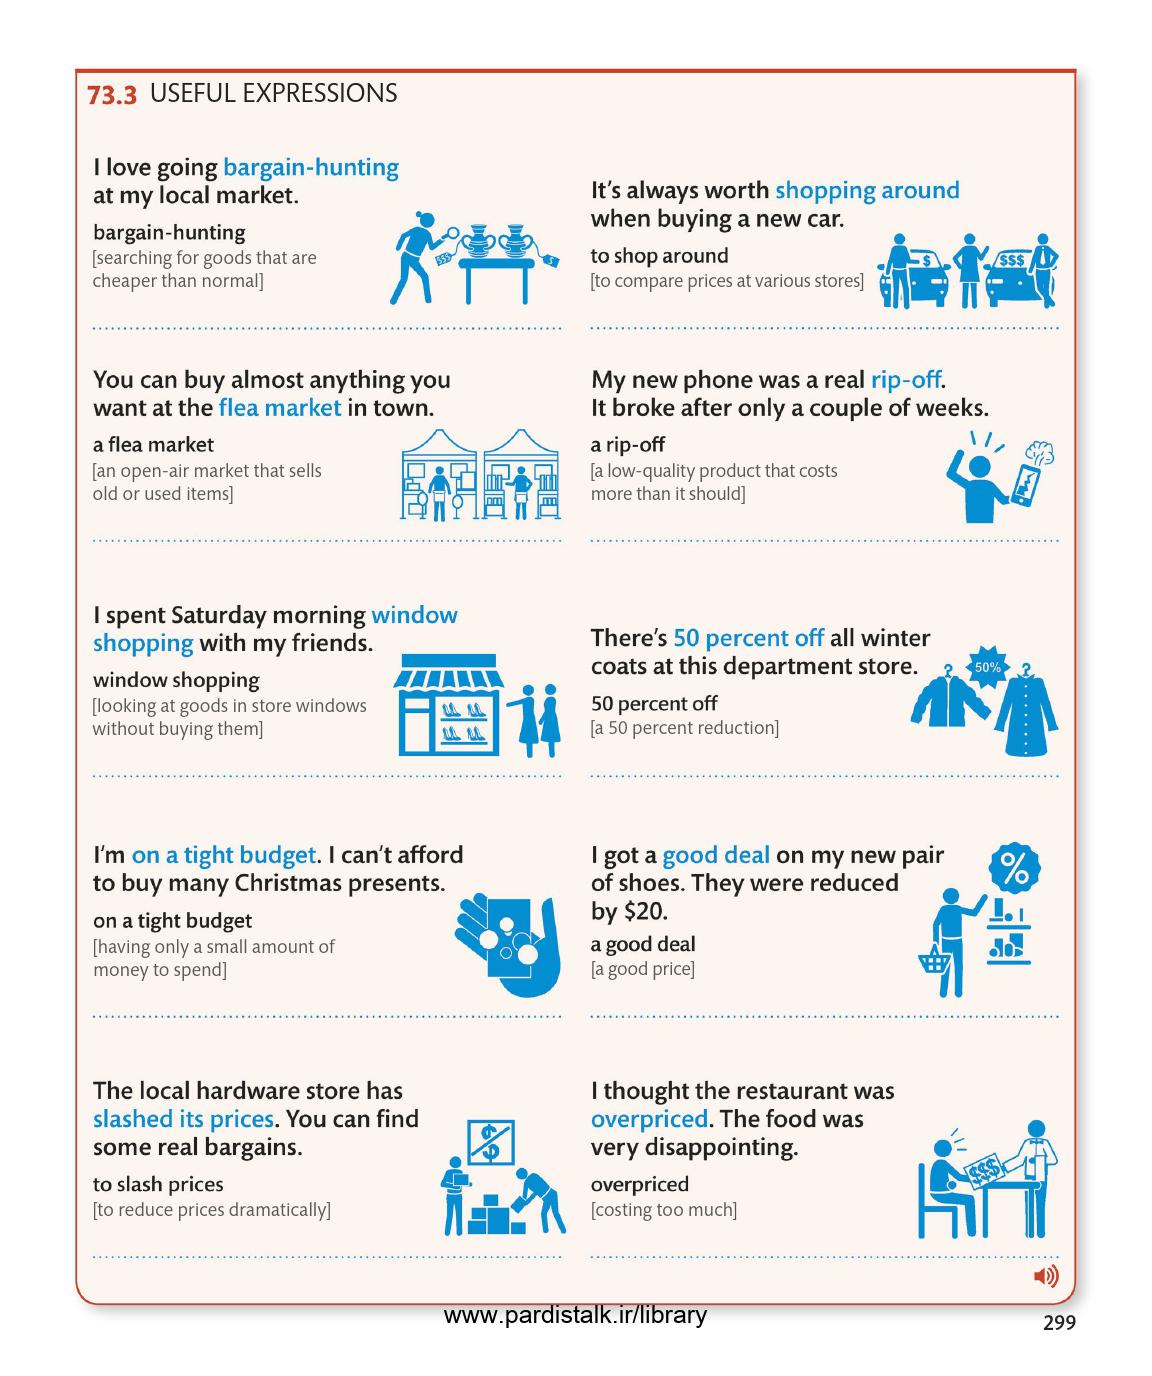 73.3 USEFUL EXPRESSIONS
I love going bargain-hunting
at my local market.
bargain-hunting
[searching for goods that are
cheaper than normal]
$$$
$
It's always worth shopping around
when buying a new car.
to shop around
[to compare prices at various stores]
$
$$$
You can buy almost anything you
want at the flea market in town.
a flea market
[an open-air market that sells
old or used items]
My new phone was a real rip-off.
It broke after only a couple of weeks.
a rip-off
[a low-quality product that costs
more than it should]
I spent Saturday morning window
shopping with my friends.
window shopping
[looking at goods in store windows
without buying them]
There's 50 percent off all winter
coats at this department store.
50 percent off
[a 50 percent reduction]
50%
I'm on a tight budget. I can't afford
to buy many Christmas presents.
on a tight budget
[having only a small amount of
money to spend]
I got a good deal on my new pair
of shoes. They were reduced
by $20.
a good deal
[a good price]
%
The local hardware store has
slashed its prices. You can find
some real bargains.
to slash prices
[to reduce prices dramatically]
$
I thought the restaurant was
overpriced. The food was
very disappointing.
overpriced
[costing too much]
$$$
www.pardistalk.ir/library
299